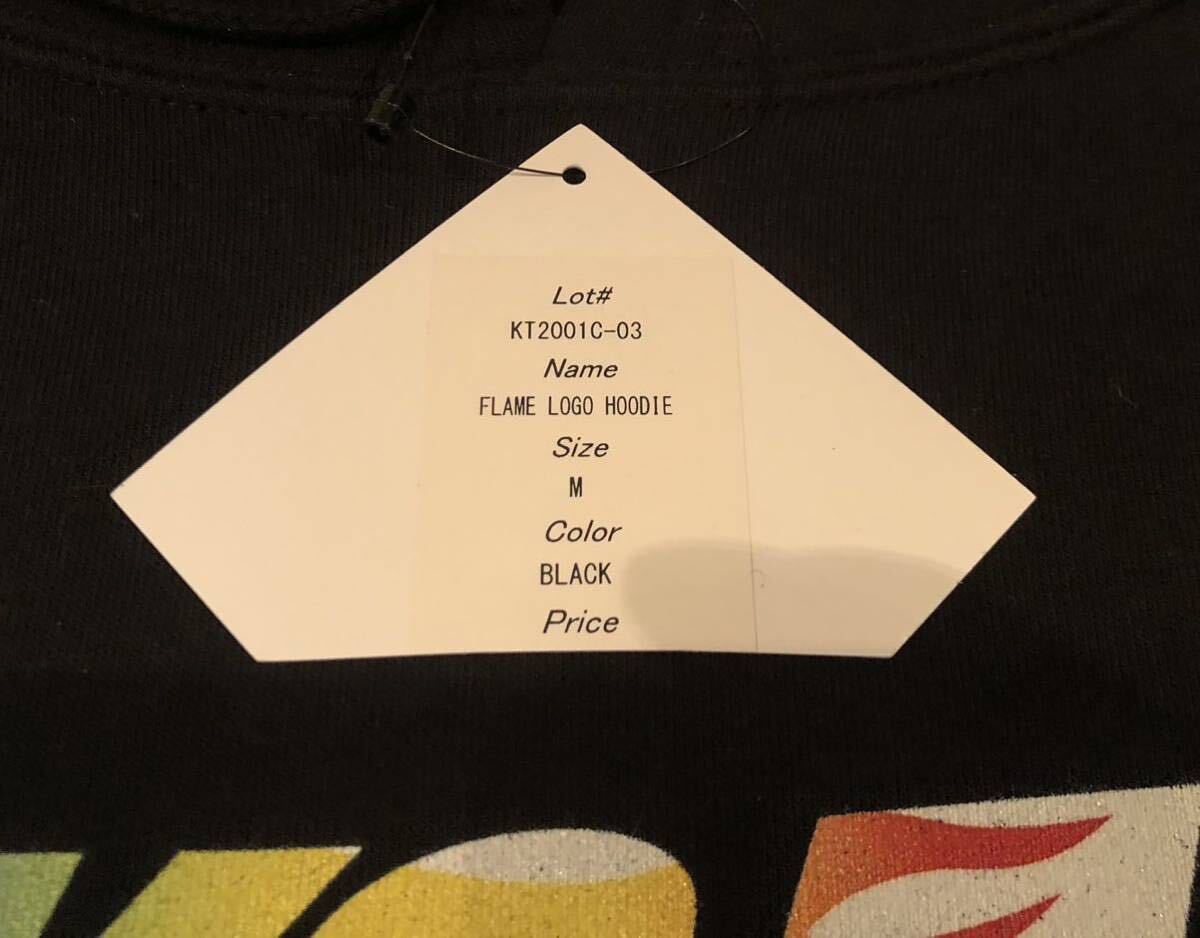 Lot#
KT2001C-03
Name
FLAME LOGO HOODIE
Size
M
Color
BLACK
Price